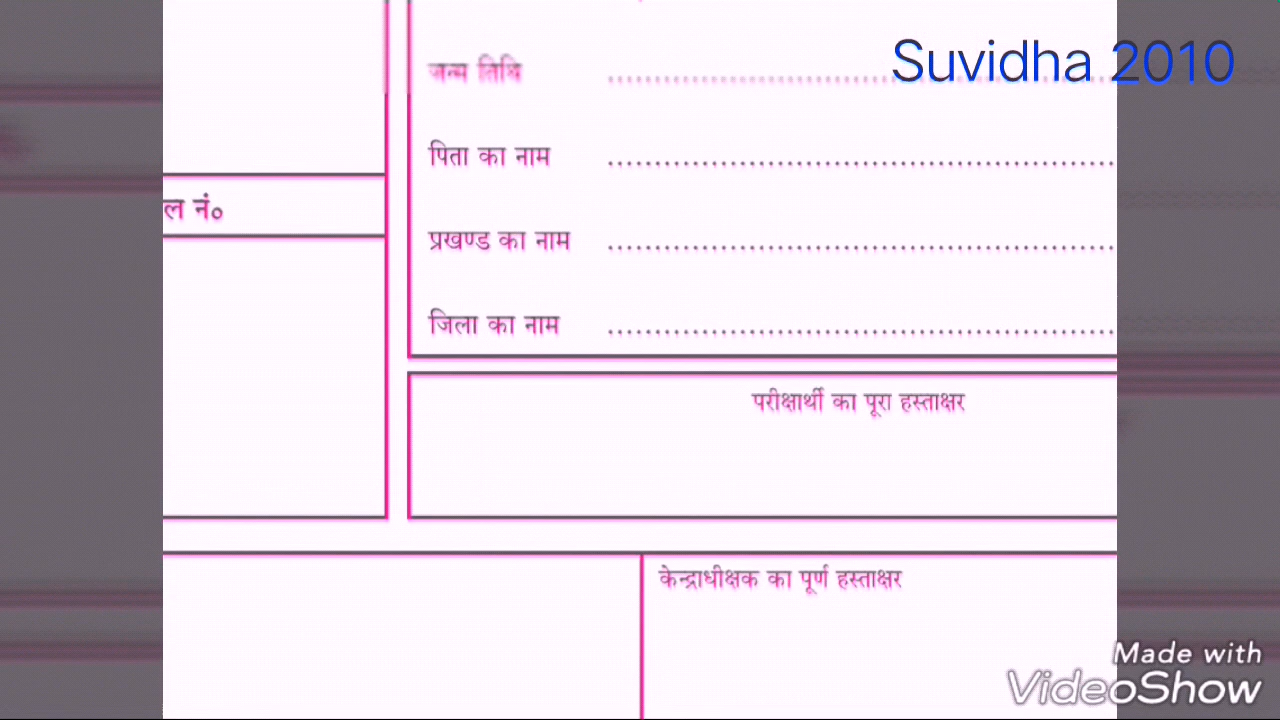 Suvidha 2010
जन्म तिथि ........................................................
पिता का नाम ........................................................
ल नं०
प्रखण्ड का नाम ........................................................
जिला का नाम ........................................................
परीक्षार्थी का पूरा हस्ताक्षर
केन्द्राधीक्षक का पूर्ण हस्ताक्षर
Made with
VideoShow